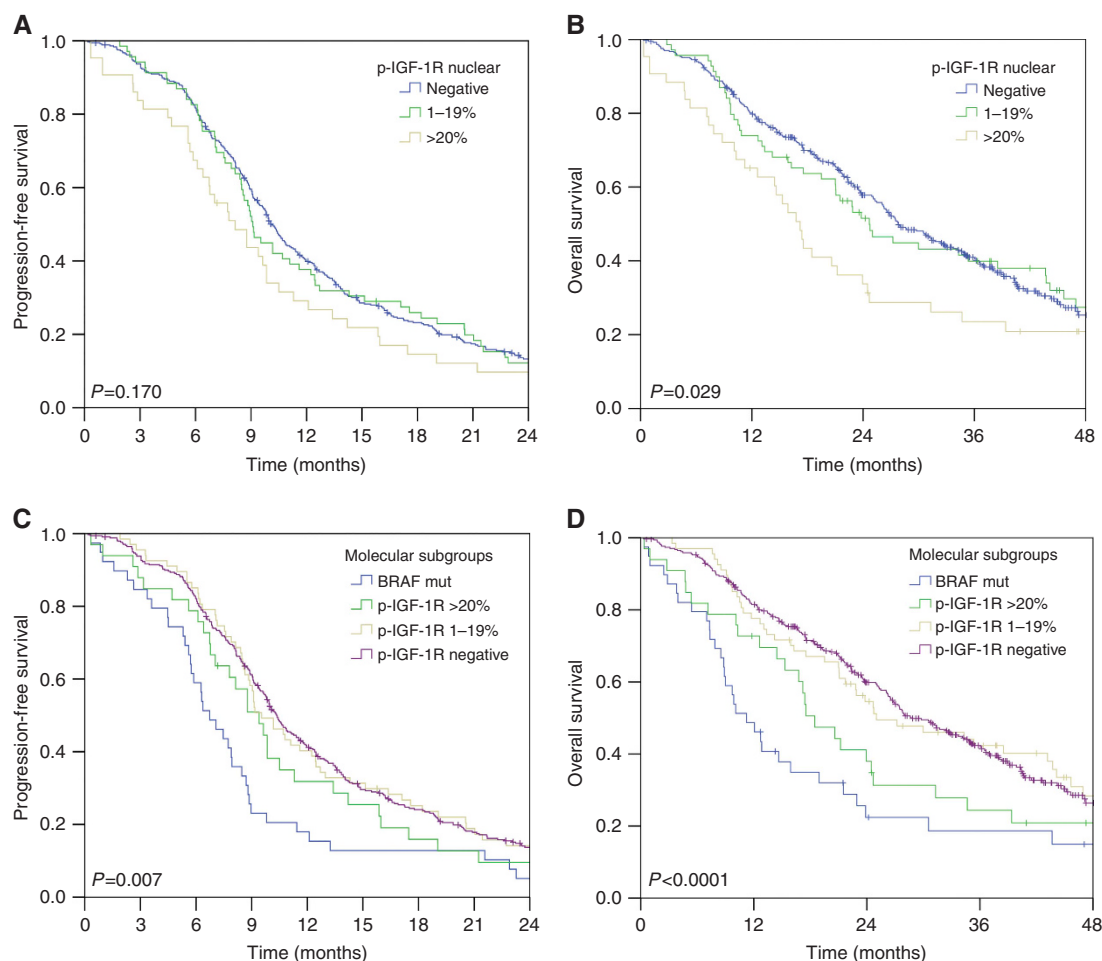 A
Progression-free survival
1.0
0.8
0.6
0.4
0.2
0.0
p-IGF-1R nuclear
Negative
1–19%
>20%
P=0.170
0 3 6 9 12 15 18 21 24
Time (months)
B
Overall survival
1.0
0.8
0.6
0.4
0.2
0.0
p-IGF-1R nuclear
Negative
1–19%
>20%
P=0.029
0 12 24 36 48
Time (months)
C
Progression-free survival
1.0
0.8
0.6
0.4
0.2
0.0
Molecular subgroups
BRAF mut
p-IGF-1R >20%
p-IGF-1R 1–19%
p-IGF-1R negative
P=0.007
0 3 6 9 12 15 18 21 24
Time (months)
D
Overall survival
1.0
0.8
0.6
0.4
0.2
0.0
Molecular subgroups
BRAF mut
p-IGF-1R >20%
p-IGF-1R 1–19%
p-IGF-1R negative
P<0.0001
0 12 24 36 48
Time (months)